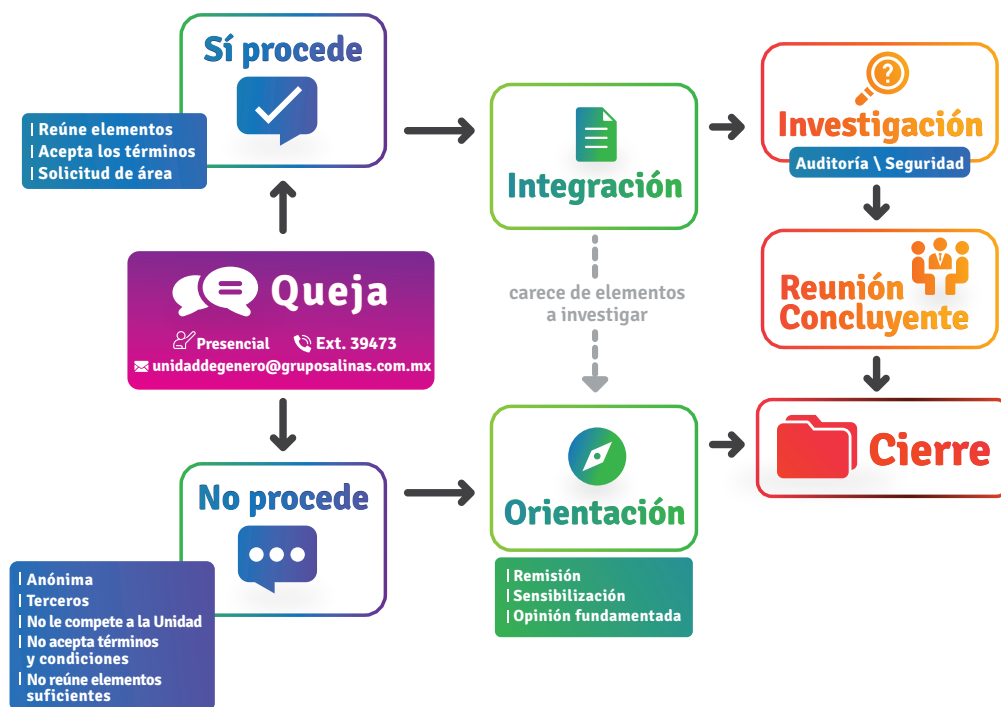 Sí procede
| Reúne elementos
| Acepta los términos
| Solicitud de área
Integración
Investigación
Auditoría \ Seguridad
Queja
Presencial
Ext. 39473
unidaddegenero@gruposalinas.com.mx
carece de elementos
a investigar
Reunión
Concluyente
No procede
| Anónima
| Terceros
| No le compete a la Unidad
| No acepta términos
y condiciones
| No reúne elementos
suficientes
Orientación
| Remisión
| Sensibilización
| Opinión fundamentada
Cierre